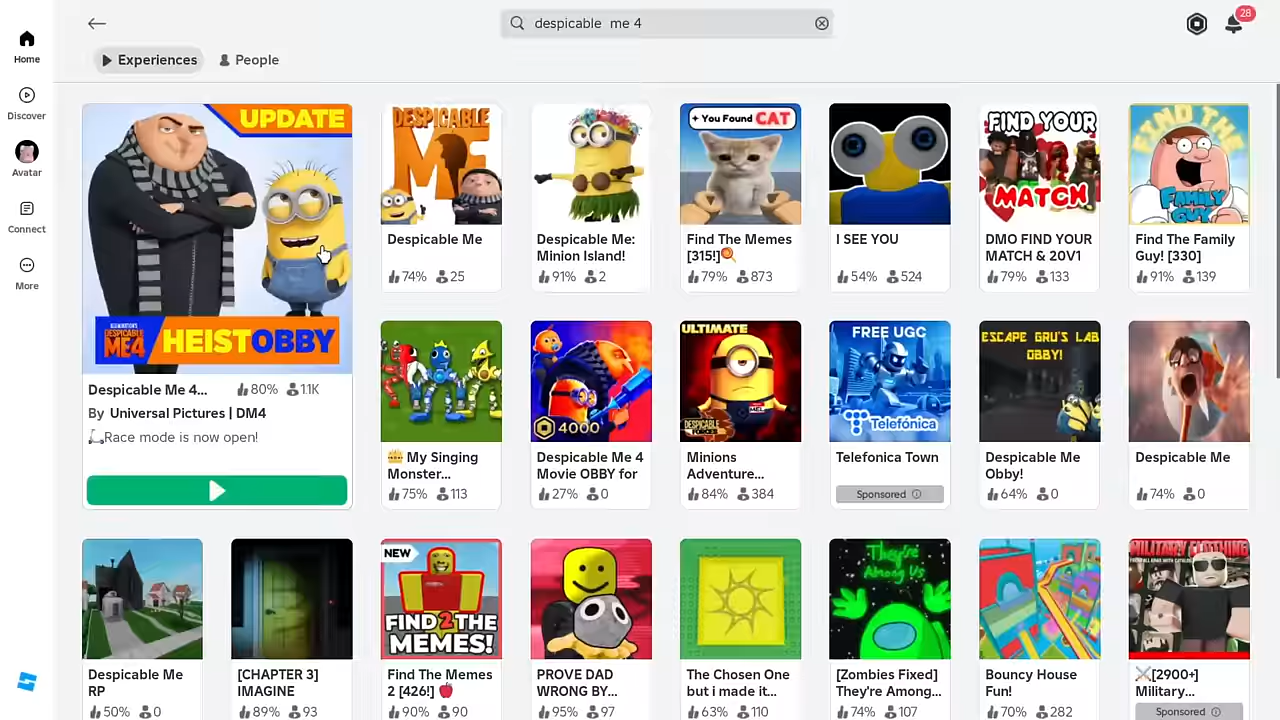 despicable  me 4
28
Home
Discover
Avatar
Connect
More
Experiences
People
UPDATE
ILLUMINATION'S
DESPICABLE
ME4
HEIST OBBY
Despicable Me 4...
80%
1.1K
By Universal Pictures | DM4
🛴Race mode is now open!
DESPICABLE
ME
Despicable Me
74%
25
Despicable Me:
Minion Island!
91%
2
You Found CAT
Find The Memes
[315!]🍭
79%
873
I SEE YOU
54%
524
FIND YOUR
MATCH
DMO FIND YOUR
MATCH & 20V1
79%
133
FIND THE
FAMILY
GUY
Find The Family
Guy! [330]
91%
139
👑 My Singing
Monster...
75%
113
4000
Despicable Me 4
Movie OBBY for
27%
0
ULTIMATE
DESPICABLE
MEL
Minions
Adventure...
84%
384
FREE UGC
Telefónica
Telefonica Town
Sponsored
ESCAPE GRU'S LAB
OBBY!
Despicable Me
Obby!
64%
0
Despicable Me
74%
0
Despicable Me
RP
50%
0
[CHAPTER 3]
IMAGINE
89%
93
NEW
FIND 2 THE
MEMES!
Find The Memes
2 [426!] 🍎
90%
90
PROVE DAD
WRONG BY...
95%
97
The Chosen One
but i made it...
63%
110
They're
Among Us
[Zombies Fixed]
They're Among...
74%
107
Bouncy House
Fun!
70%
282
MILITARY CLOTHING
⚔️[2900+]
Military...
Sponsored